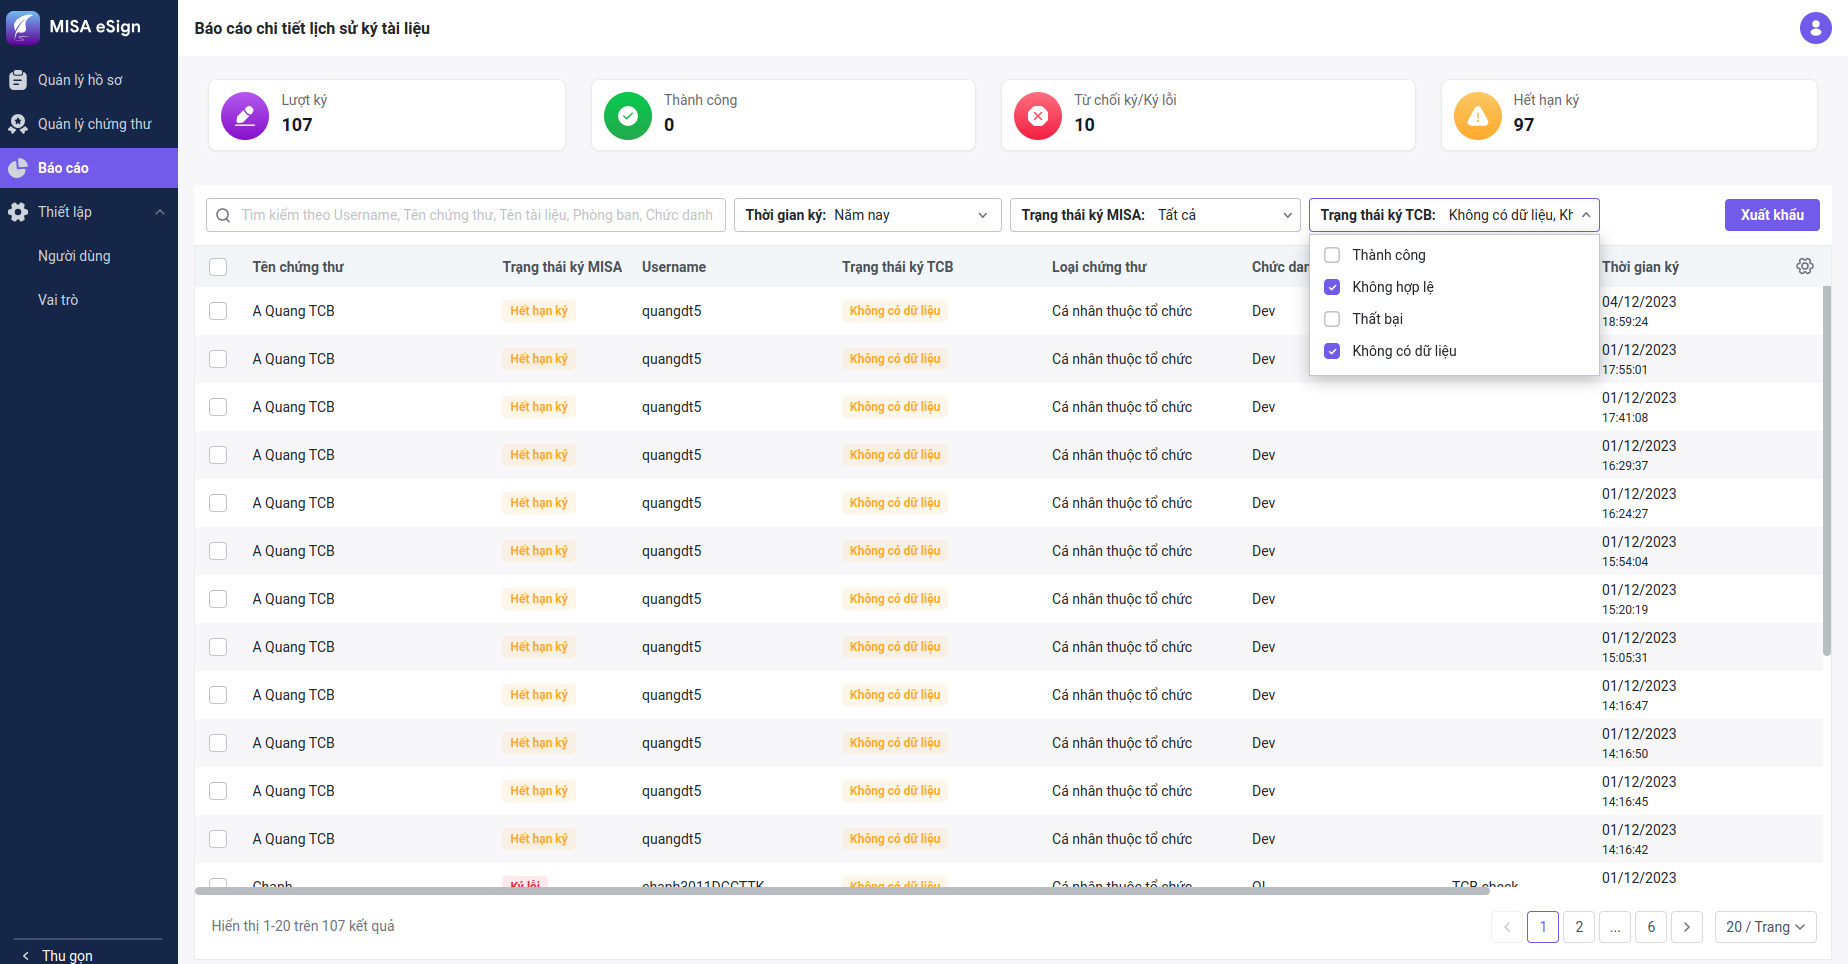 MISA eSign
Quản lý hồ sơ
Quản lý chứng thư
Báo cáo
Thiết lập
Người dùng
Vai trò
Thu gọn
Báo cáo chi tiết lịch sử ký tài liệu
Lượt ký
107
Thành công
0
Từ chối ký/Ký lỗi
10
Hết hạn ký
97
Tìm kiếm theo Username, Tên chứng thư, Tên tài liệu, Phòng ban, Chức danh
Thời gian ký: Năm nay
Trạng thái ký MISA: Tất cả
Trạng thái ký TCB: Không có dữ liệu, Kh
Xuất khẩu
Thành công
Không hợp lệ
Thất bại
Không có dữ liệu
Tên chứng thư Trạng thái ký MISA Username Trạng thái ký TCB Loại chứng thư Chức dan Thời gian ký
A Quang TCB Hết hạn ký quangdt5 Không có dữ liệu Cá nhân thuộc tổ chức Dev 04/12/2023
18:59:24
A Quang TCB Hết hạn ký quangdt5 Không có dữ liệu Cá nhân thuộc tổ chức Dev 01/12/2023
17:55:01
A Quang TCB Hết hạn ký quangdt5 Không có dữ liệu Cá nhân thuộc tổ chức Dev 01/12/2023
17:41:08
A Quang TCB Hết hạn ký quangdt5 Không có dữ liệu Cá nhân thuộc tổ chức Dev 01/12/2023
16:29:37
A Quang TCB Hết hạn ký quangdt5 Không có dữ liệu Cá nhân thuộc tổ chức Dev 01/12/2023
16:24:27
A Quang TCB Hết hạn ký quangdt5 Không có dữ liệu Cá nhân thuộc tổ chức Dev 01/12/2023
15:54:04
A Quang TCB Hết hạn ký quangdt5 Không có dữ liệu Cá nhân thuộc tổ chức Dev 01/12/2023
15:20:19
A Quang TCB Hết hạn ký quangdt5 Không có dữ liệu Cá nhân thuộc tổ chức Dev 01/12/2023
15:05:31
A Quang TCB Hết hạn ký quangdt5 Không có dữ liệu Cá nhân thuộc tổ chức Dev 01/12/2023
14:16:47
A Quang TCB Hết hạn ký quangdt5 Không có dữ liệu Cá nhân thuộc tổ chức Dev 01/12/2023
14:16:50
A Quang TCB Hết hạn ký quangdt5 Không có dữ liệu Cá nhân thuộc tổ chức Dev 01/12/2023
14:16:45
A Quang TCB Hết hạn ký quangdt5 Không có dữ liệu Cá nhân thuộc tổ chức Dev 01/12/2023
14:16:42
Chanh Ký lỗi Không có dữ liệu Cá nhân thuộc tổ chức TCB check 01/12/2023
Hiển thị 1-20 trên 107 kết quả
1 2 ... 6 20 / Trang